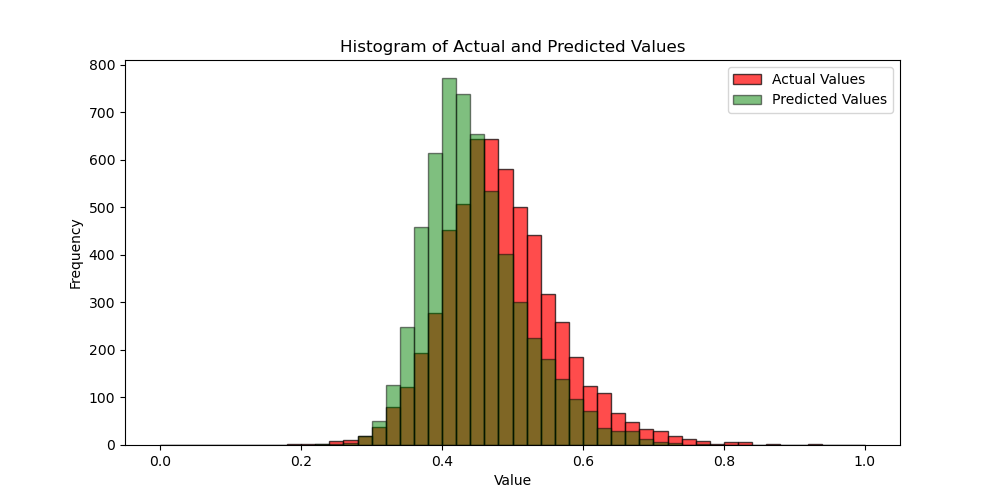 Histogram of Actual and Predicted Values
Actual Values
Predicted Values
Frequency
800
700
600
500
400
300
200
100
0
0.0 0.2 0.4 0.6 0.8 1.0
Value